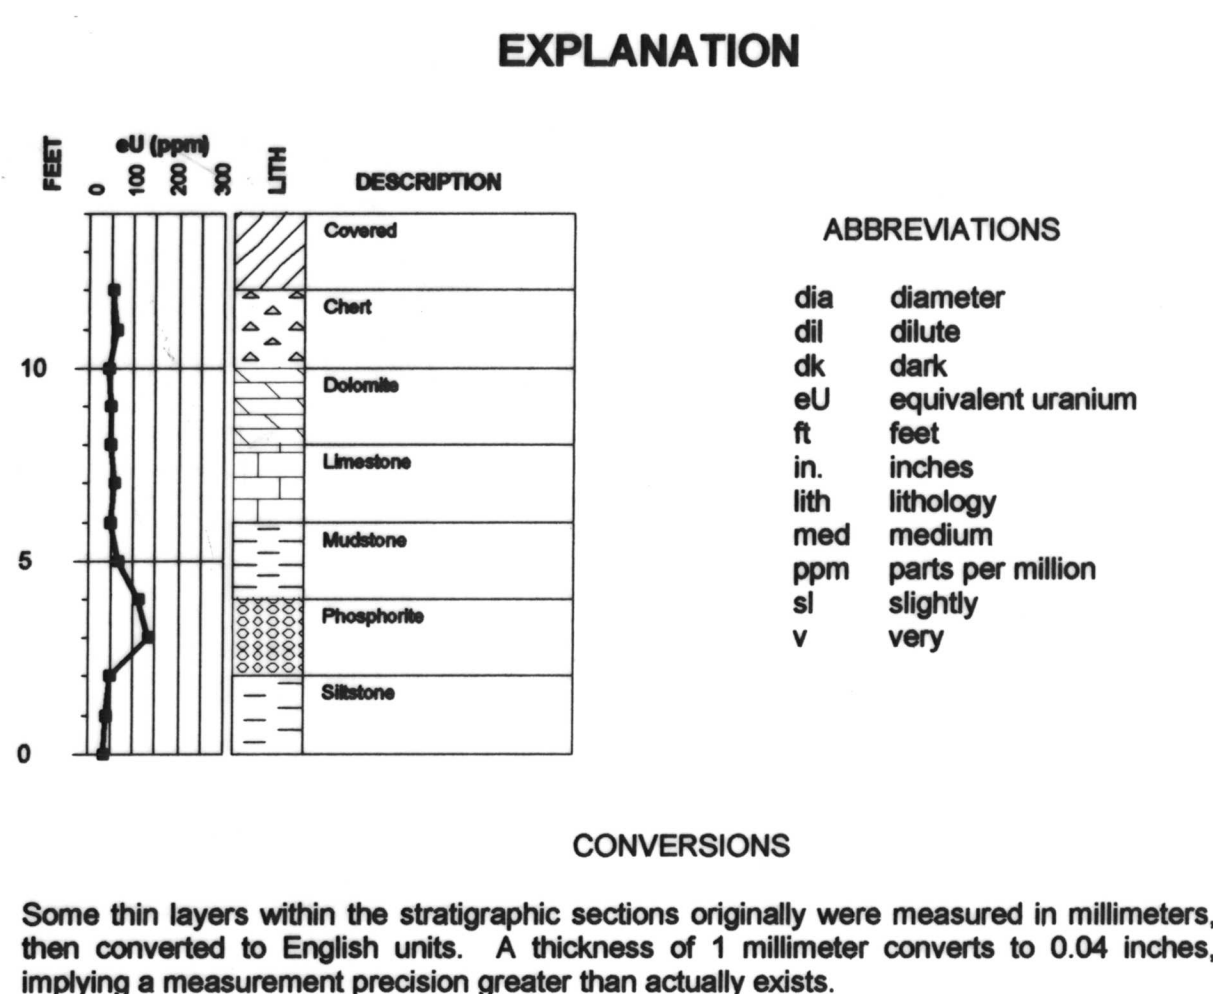 EXPLANATION
FEET
eU (ppm)
0 100 200 300
LITH
DESCRIPTION
Covered
Chert
10
Dolomite
Limestone
Mudstone
5
Phosphorite
Siltstone
0
ABBREVIATIONS
dia diameter
dil dilute
dk dark
eU equivalent uranium
ft feet
in. inches
lith lithology
med medium
ppm parts per million
sl slightly
v very
CONVERSIONS
Some thin layers within the stratigraphic sections originally were measured in millimeters,
then converted to English units. A thickness of 1 millimeter converts to 0.04 inches,
implying a measurement precision greater than actually exists.